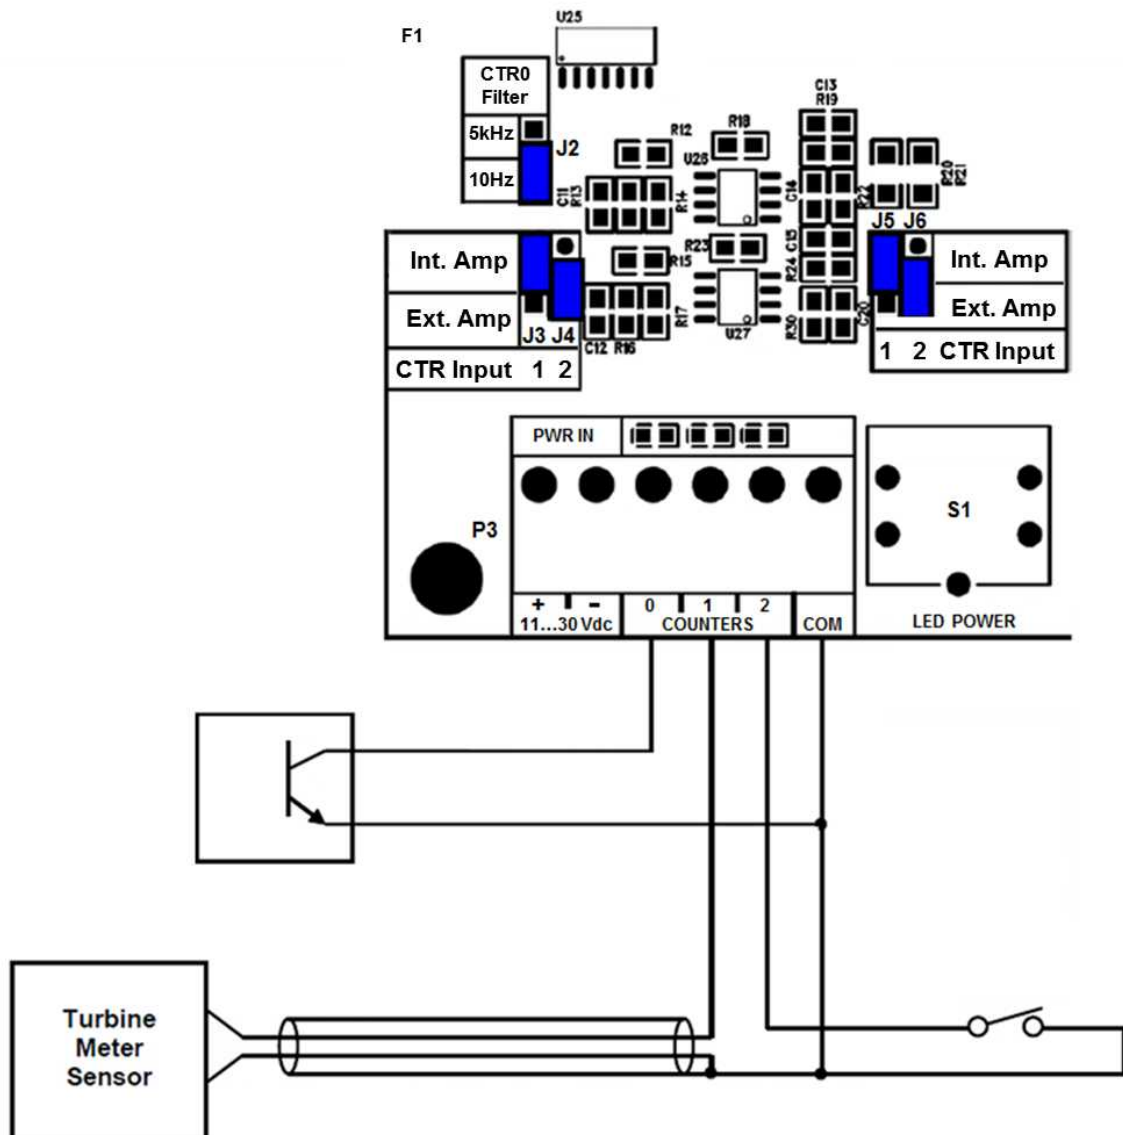 U25
F1
CTR0
Filter
5kHz
J2
10Hz
C11
R13
R12
R14
R18
U26
C13
R19
C14
R22
R20
R21
J5 J6
Int. Amp
Ext. Amp
J3 J4
CTR Input 1 2
R15
C12 R16
R17
R23
U27
C15
R24
R30
C20
Int. Amp
Ext. Amp
1 2 CTR Input
PWR IN
P3
S1
+ - 0 1 2
11...30 Vdc COUNTERS COM
LED POWER
Turbine
Meter
Sensor